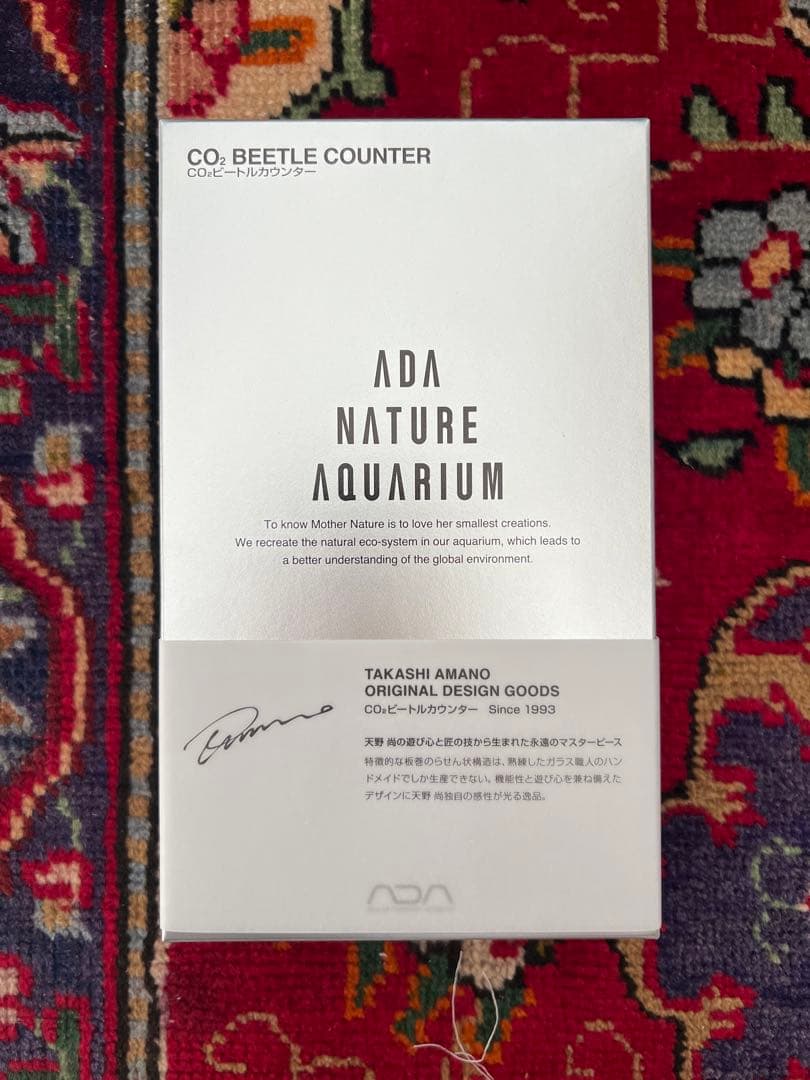 CO₂ BEETLE COUNTER
CO₂ビートルカウンター
ADA
NATURE
AQUARIUM
To know Mother Nature is to love her smallest creations.
We recreate the natural eco-system in our aquarium, which leads to
a better understanding of the global environment.
TAKASHI AMANO
ORIGINAL DESIGN GOODS
CO₂ビートルカウンター Since 1993
天野 尚の遊び心と匠の技から生まれた永遠のマスターピース
特徴的な板巻のらせん状構造は、熟練したガラス職人のハン
ドメイドでしか生産できない。機能性と遊び心を兼ね備えた
デザインに天野 尚独自の感性が光る逸品。
Amano
ADA